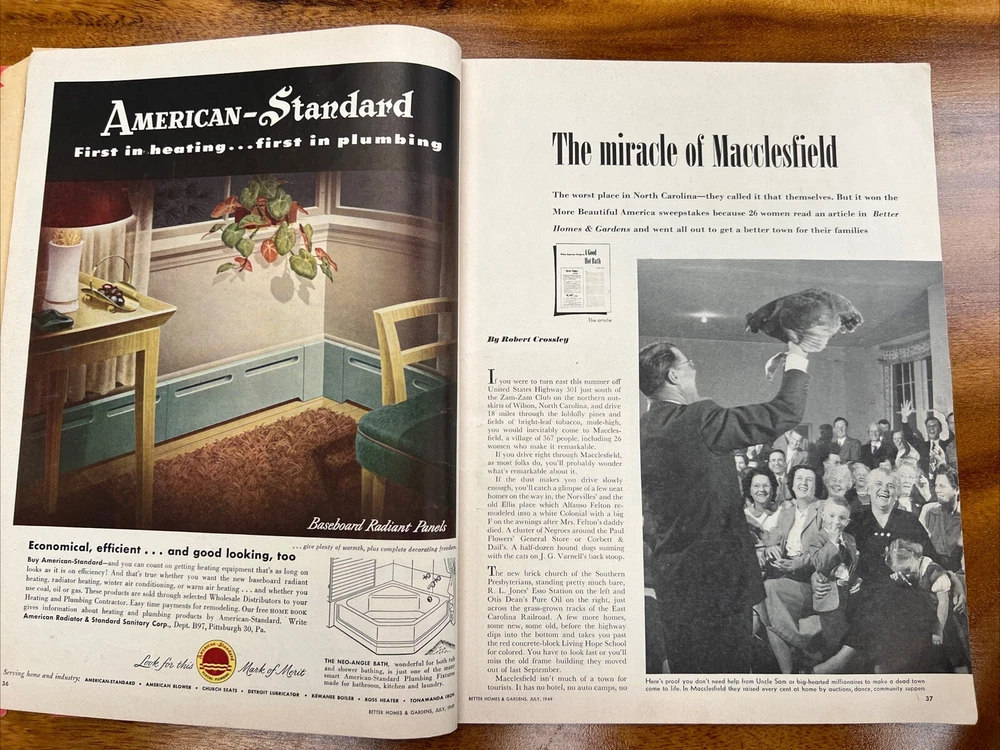 AMERICAN-Standard
First in heating...first in plumbing
Baseboard Radiant Panels
...give plenty of warmth, plus complete decorating freedom.
Economical, efficient . . . and good looking, too
Buy American-Standard—and you can count on getting heating equipment that's as long on
looks as it is on efficiency! And that's true whether you want the new baseboard radiant
heating, radiator heating, winter air conditioning, or warm air heating . . . and whether you
use coal, oil or gas. These products are sold through selected Wholesale Distributors to your
Heating and Plumbing Contractor. Easy time payments for remodeling. Our free HOME BOOK
gives information about heating and plumbing products by American-Standard. Write
American Radiator & Standard Sanitary Corp., Dept. B97, Pittsburgh 30, Pa.
Look for this
Mark of Merit
THE NEO-ANGLE BATH, wonderful for both tub
and shower bathing, is just one of the many
smart American-Standard Plumbing Fixtures
made for bathroom, kitchen and laundry.
Serving home and industry: AMERICAN-STANDARD • AMERICAN BLOWER • CHURCH SEATS • DETROIT LUBRICATOR • KEWANEE BOILER • ROSS HEATER • TONAWANDA IRON
36
BETTER HOMES & GARDENS, JULY, 1949
The miracle of Macclesfield
The worst place in North Carolina—they called it that themselves. But it won the
More Beautiful America sweepstakes because 26 women read an article in Better
Homes & Gardens and went all out to get a better town for their families
A Good
Hot Bath
The article
By Robert Crossley
If you were to turn east this summer off
United States Highway 301 just south of
the Zam-Zam Club on the northern out-
skirts of Wilson, North Carolina, and drive
18 miles through the loblolly pines and
fields of bright-leaf tobacco, mule-high,
you would inevitably come to Maccles-
field, a village of 367 people, including 26
women who make it remarkable.
If you drive right through Macclesfield,
as most folks do, you'll probably wonder
what's remarkable about it.
If the dust makes you drive slowly
enough, you'll catch a glimpse of a few neat
homes on the way in, the Norvilles' and the
old Ellis place which Alfonso Felton re-
modeled into a white Colonial with a big
F on the awnings after Mrs. Felton's daddy
died. A cluster of Negroes around the Paul
Flowers' General Store or Corbett &
Dail's. A half-dozen hound dogs sunning
with the cats on J. G. Varnell's back stoop.
The new brick church of the Southern
Presbyterians, standing pretty much bare,
R. L. Jones' Esso Station on the left and
Otis Dean's Pure Oil on the right, just
across the grass-grown tracks of the East
Carolina Railroad. A few more homes,
some new, some old, before the highway
dips into the bottom and takes you past
the red concrete-block Living Hope School
for colored. You have to look fast or you'll
miss the old frame building they moved
out of last September.
Macclesfield isn't much of a town for
tourists. It has no hotel, no auto camps, no
Here's proof you don't need help from Uncle Sam or big-hearted millionaires to make a dead town
come to life. In Macclesfield they raised every cent at home by auctions, dance, community suppers
BETTER HOMES & GARDENS, JULY, 1949
37